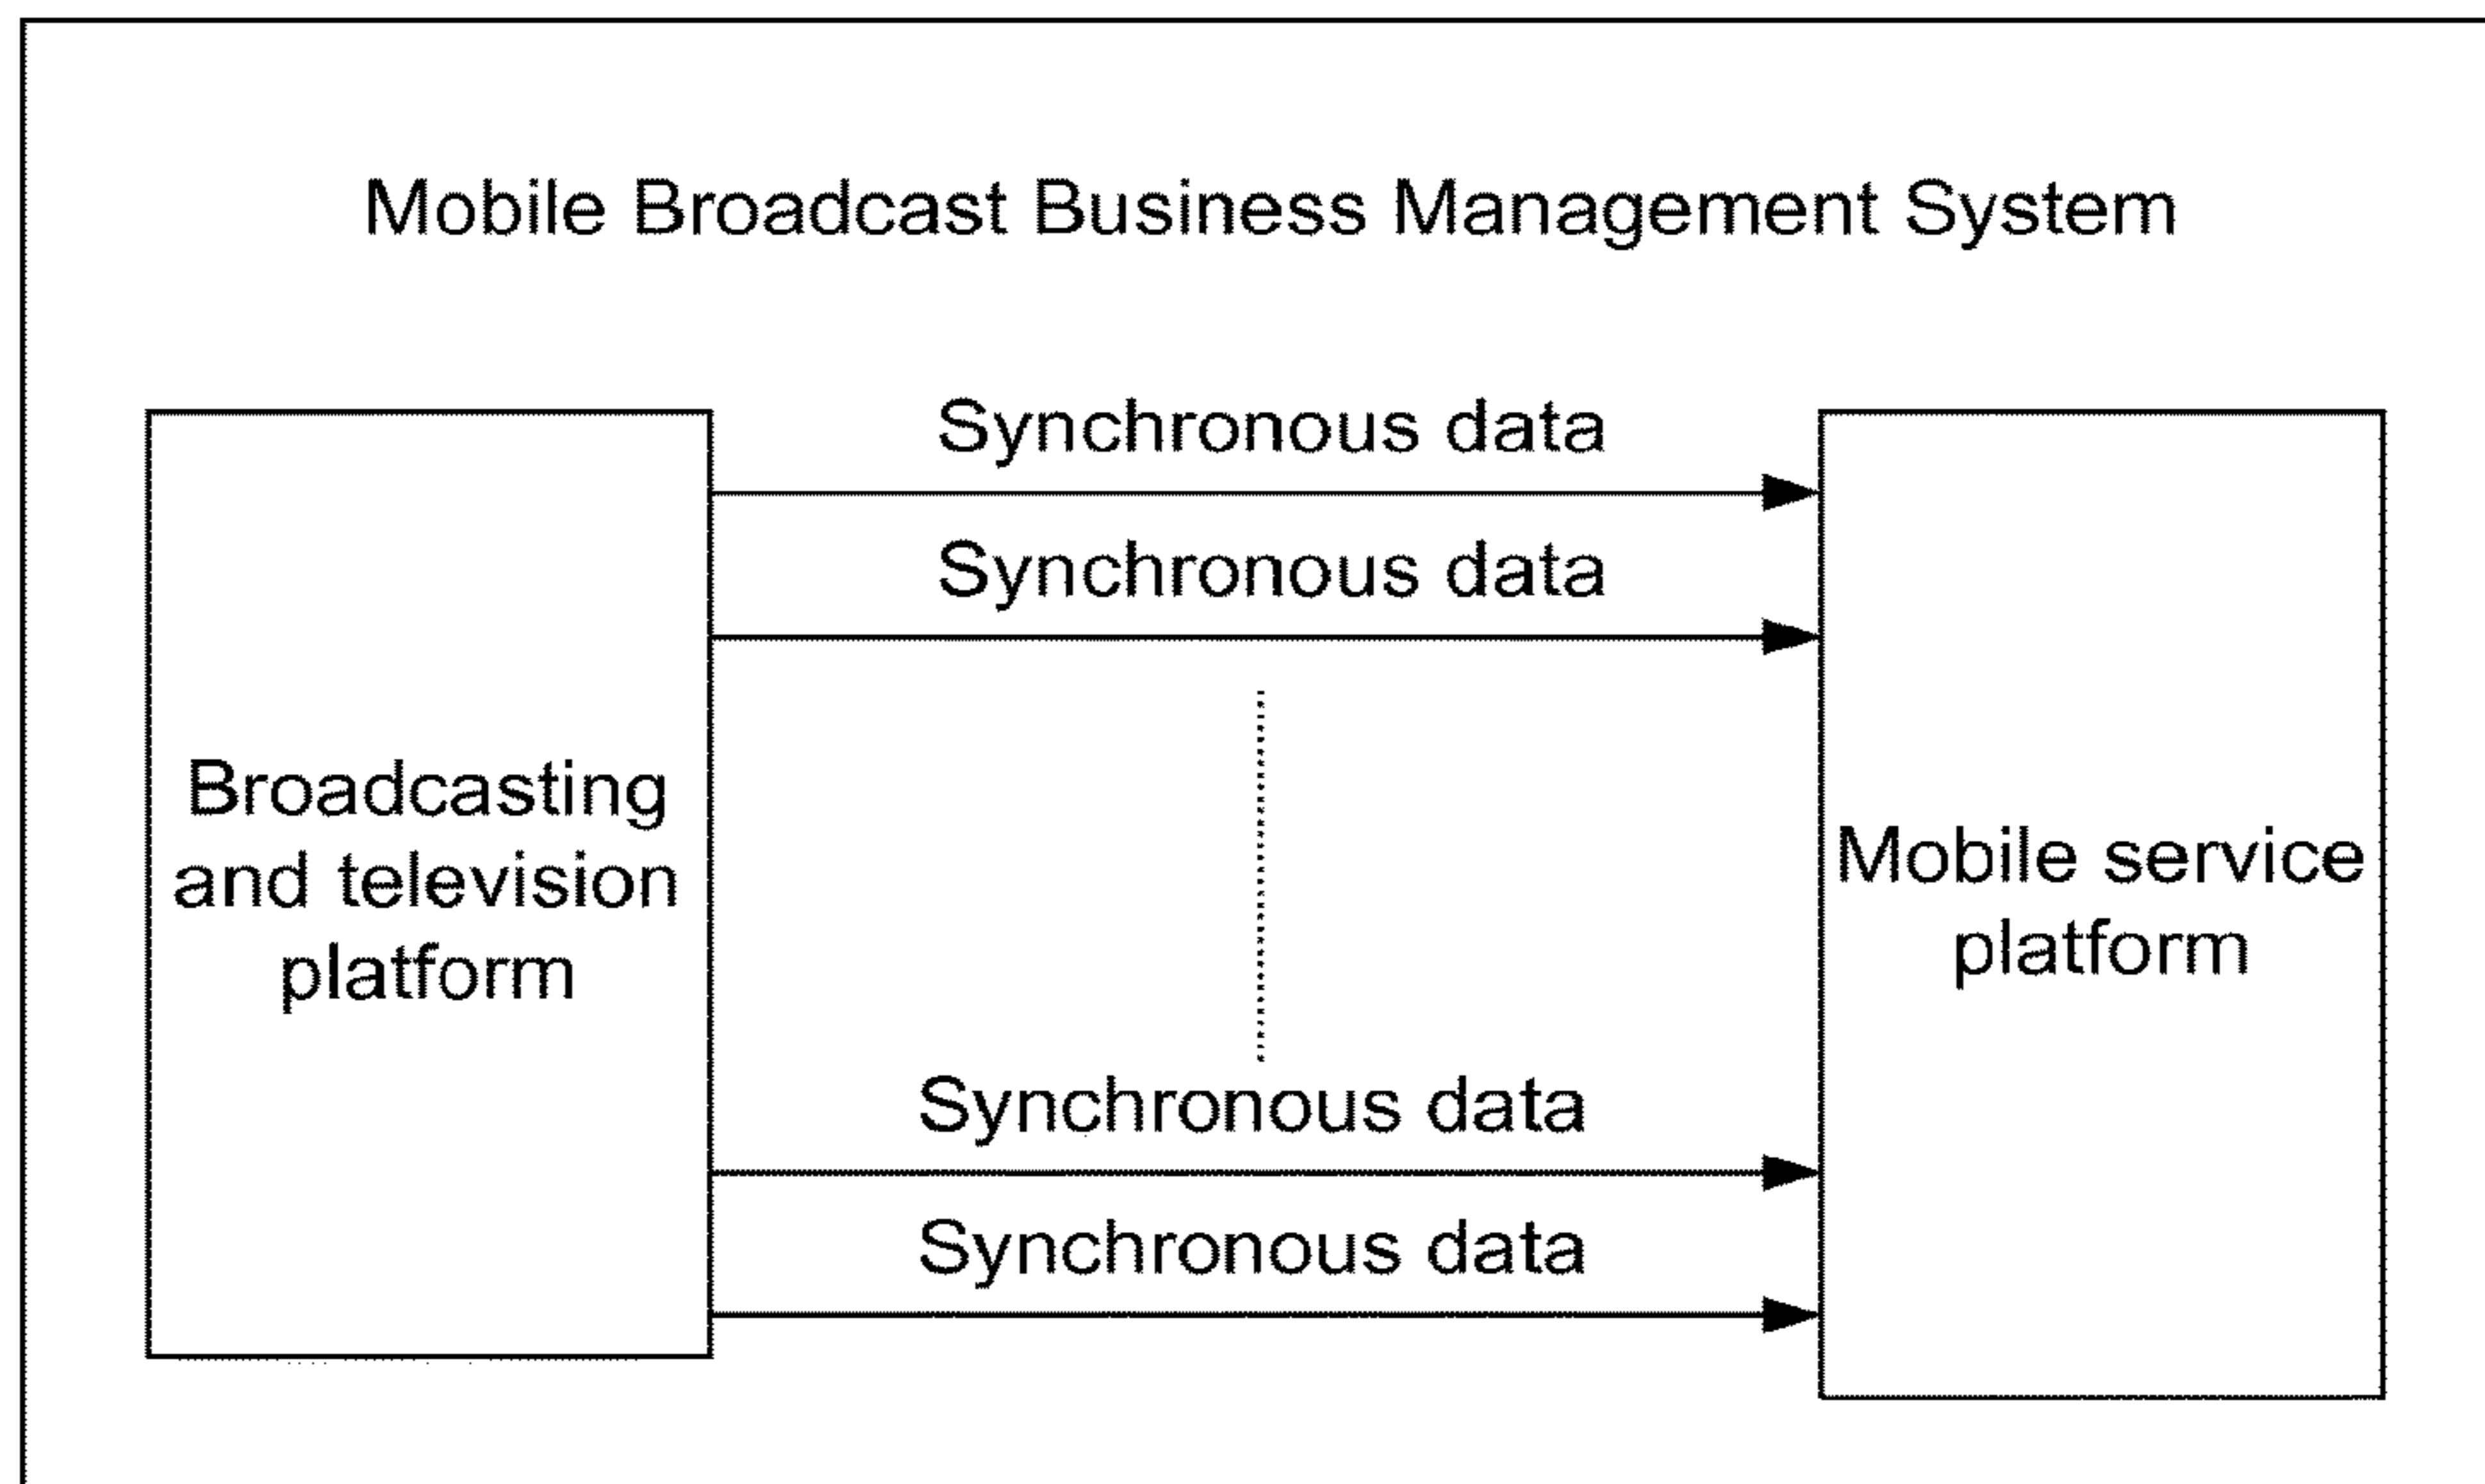 Mobile Broadcast Business Management System
Synchronous data
Synchronous data
Broadcasting
and television
platform
Mobile service
platform
Synchronous data
Synchronous data